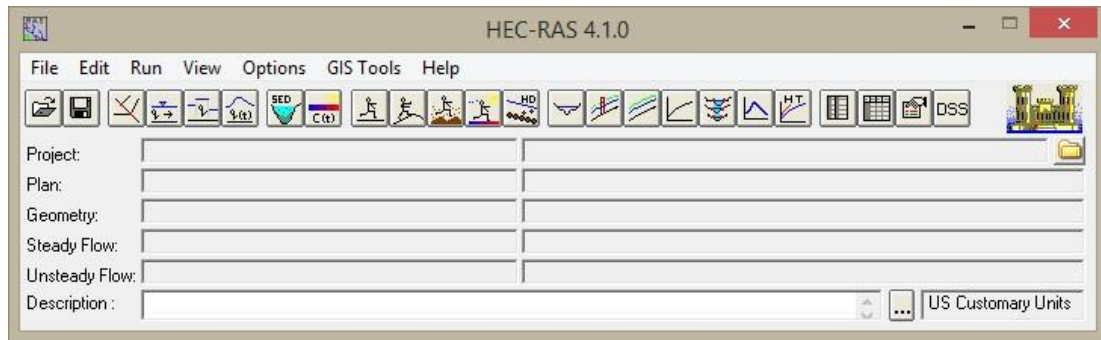 HEC-RAS 4.1.0
File Edit Run View Options GIS Tools Help
SED C(t) HD HT DSS
Project:
Plan:
Geometry:
Steady Flow:
Unsteady Flow:
Description : ... US Customary Units